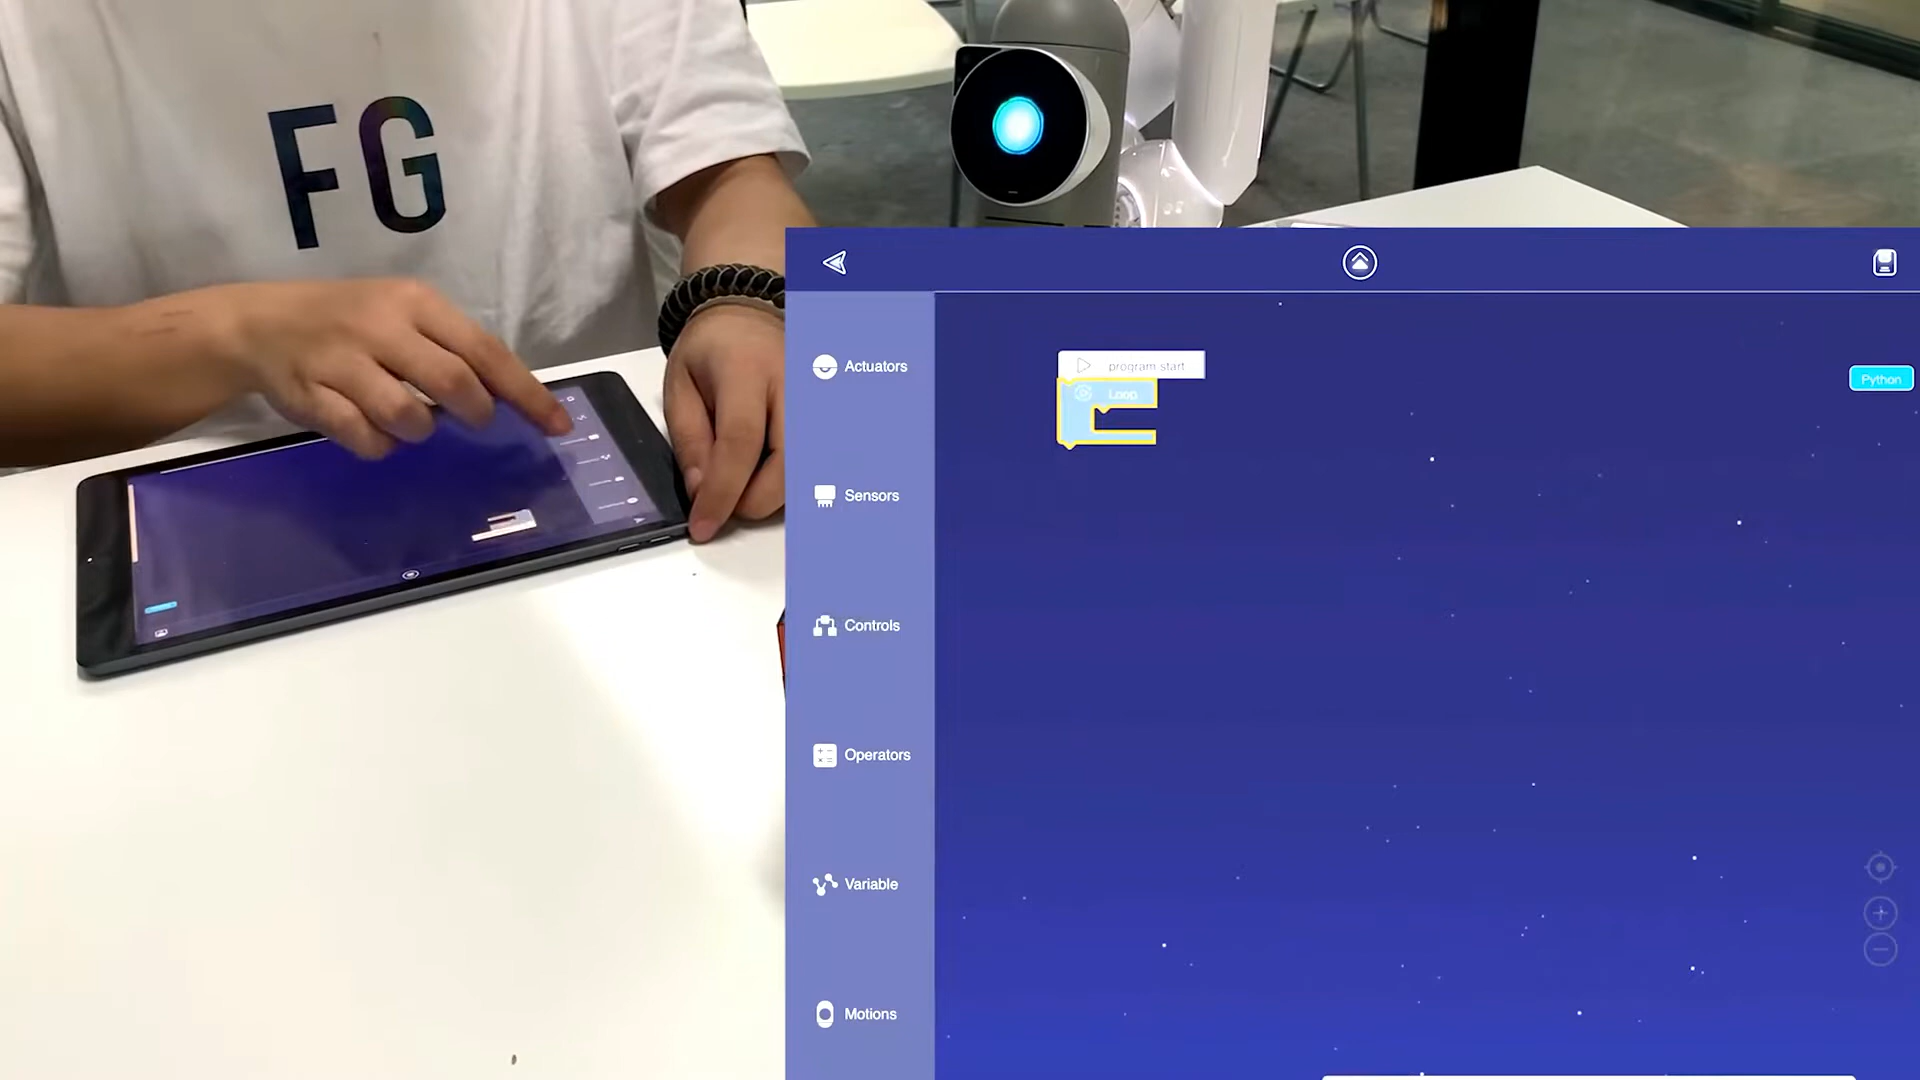 FG
program start
Loop
Python
Actuators
Sensors
Controls
Operators
Variable
Motions